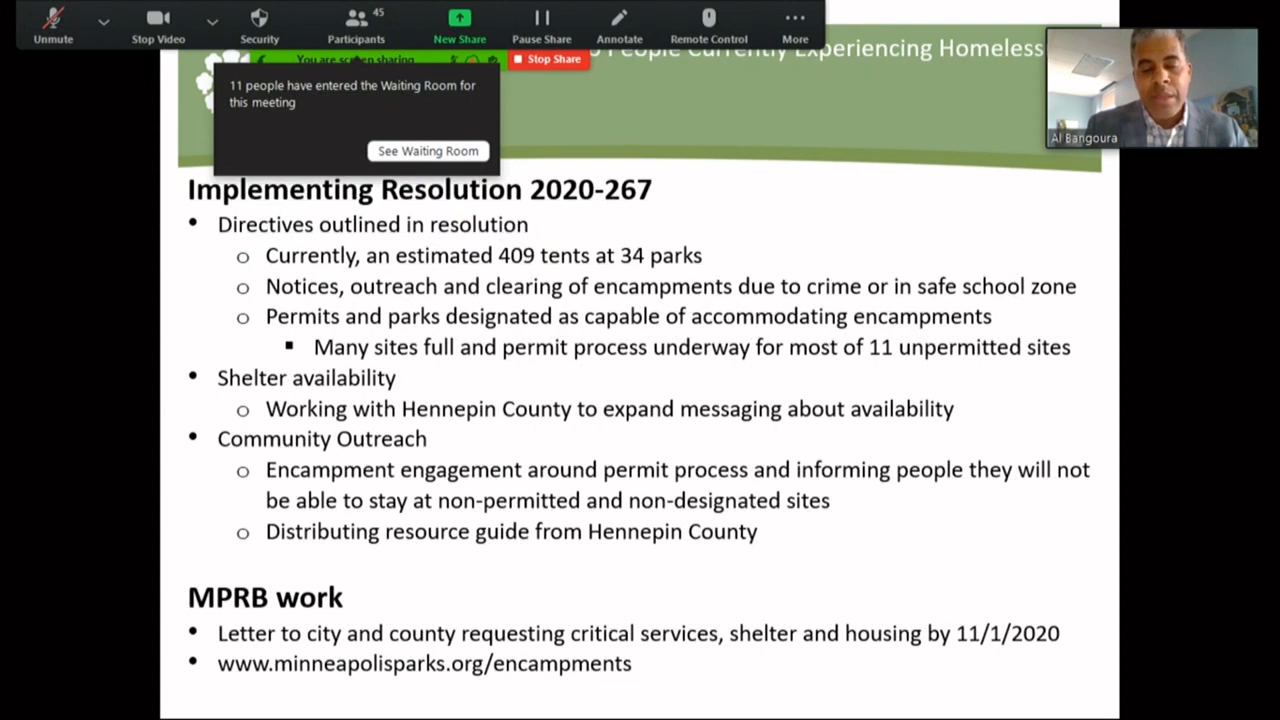 45
Unmute
Stop Video
Security
Participants
New Share
Pause Share
Annotate
Remote Control
More
People Currently Experiencing Homeless
You are screen sharing
Stop Share
11 people have entered the Waiting Room for
this meeting
See Waiting Room
Al Bangoura
Implementing Resolution 2020-267
• Directives outlined in resolution
o Currently, an estimated 409 tents at 34 parks
o Notices, outreach and clearing of encampments due to crime or in safe school zone
o Permits and parks designated as capable of accommodating encampments
▪ Many sites full and permit process underway for most of 11 unpermitted sites
• Shelter availability
o Working with Hennepin County to expand messaging about availability
• Community Outreach
o Encampment engagement around permit process and informing people they will not
be able to stay at non-permitted and non-designated sites
o Distributing resource guide from Hennepin County
MPRB work
• Letter to city and county requesting critical services, shelter and housing by 11/1/2020
• www.minneapolisparks.org/encampments